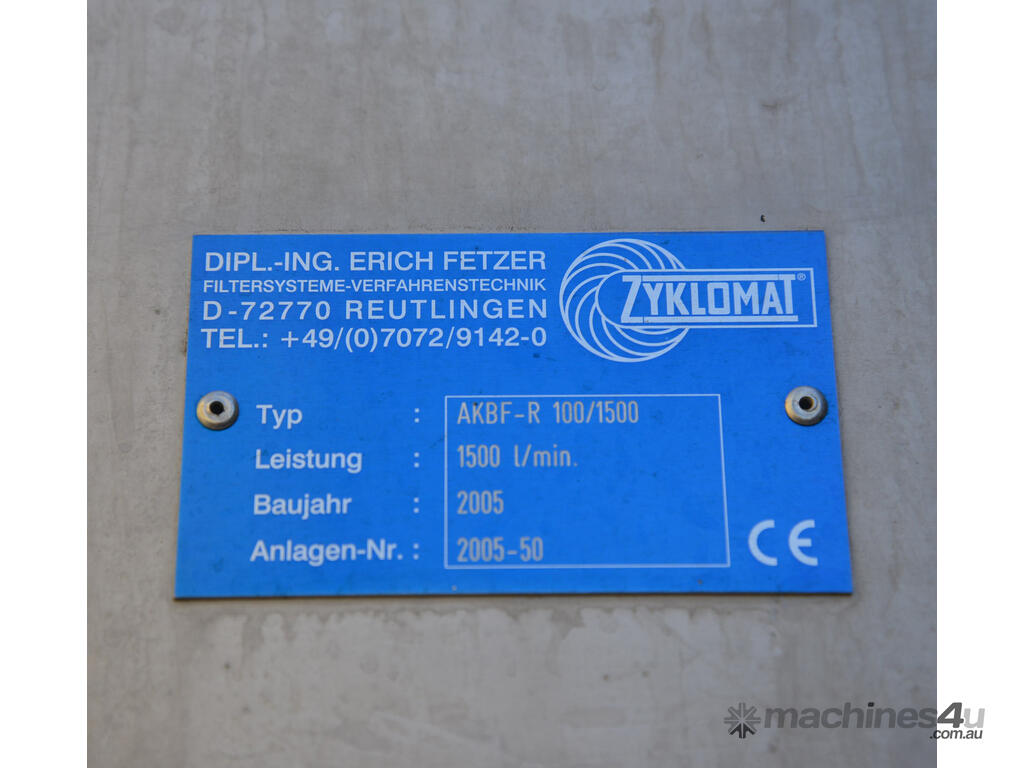 DIPL.-ING. ERICH FETZER
FILTERSYSTEME-VERFAHRENSTECHNIK
D-72770 REUTLINGEN
TEL.: +49/(0)7072/9142-0
ZYKLOMAT®
Typ : AKBF-R 100/1500
Leistung : 1500 l/min.
Baujahr : 2005
Anlagen-Nr. : 2005-50
CE
machines4u
.com.au